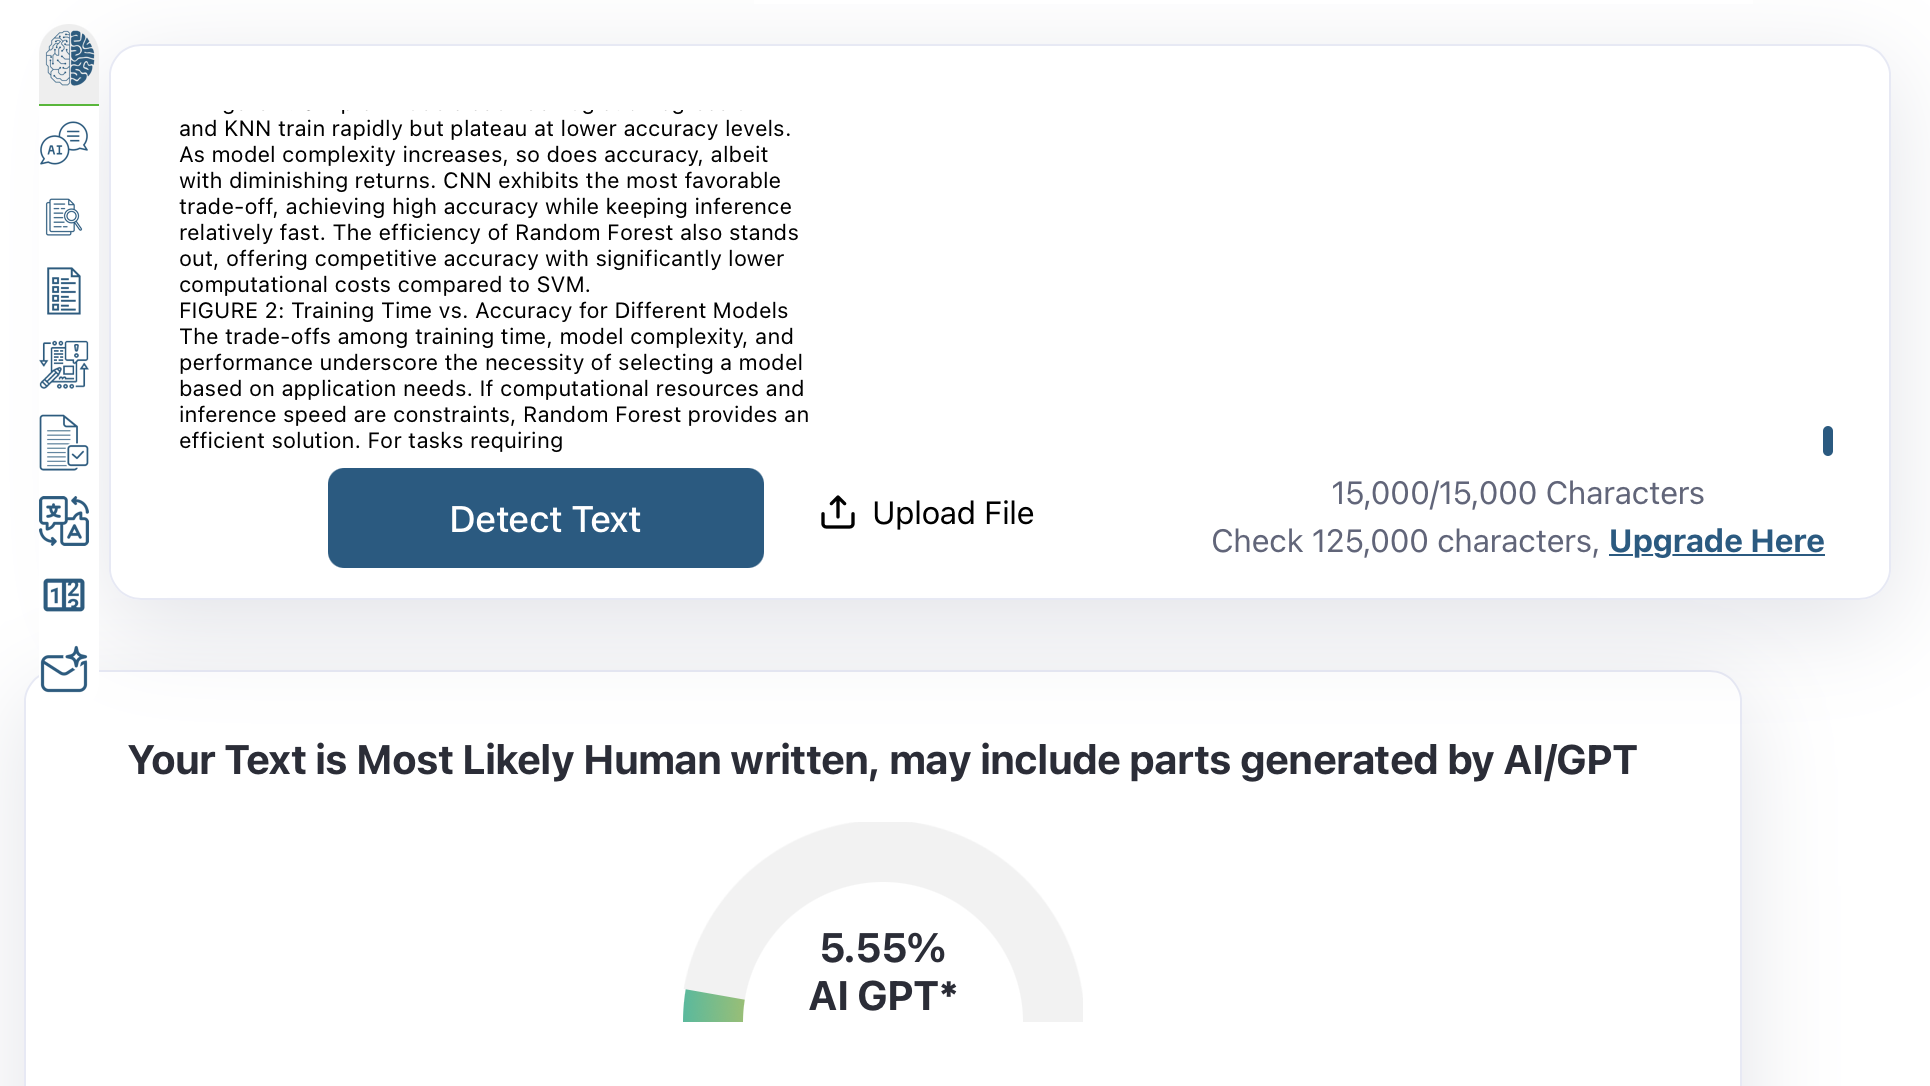 AI
and KNN train rapidly but plateau at lower accuracy levels.
As model complexity increases, so does accuracy, albeit
with diminishing returns. CNN exhibits the most favorable
trade-off, achieving high accuracy while keeping inference
relatively fast. The efficiency of Random Forest also stands
out, offering competitive accuracy with significantly lower
computational costs compared to SVM.
FIGURE 2: Training Time vs. Accuracy for Different Models
The trade-offs among training time, model complexity, and
performance underscore the necessity of selecting a model
based on application needs. If computational resources and
inference speed are constraints, Random Forest provides an
efficient solution. For tasks requiring
Detect Text
Upload File
15,000/15,000 Characters
Check 125,000 characters, Upgrade Here
文
A
1
Your Text is Most Likely Human written, may include parts generated by AI/GPT
5.55%
AI GPT*